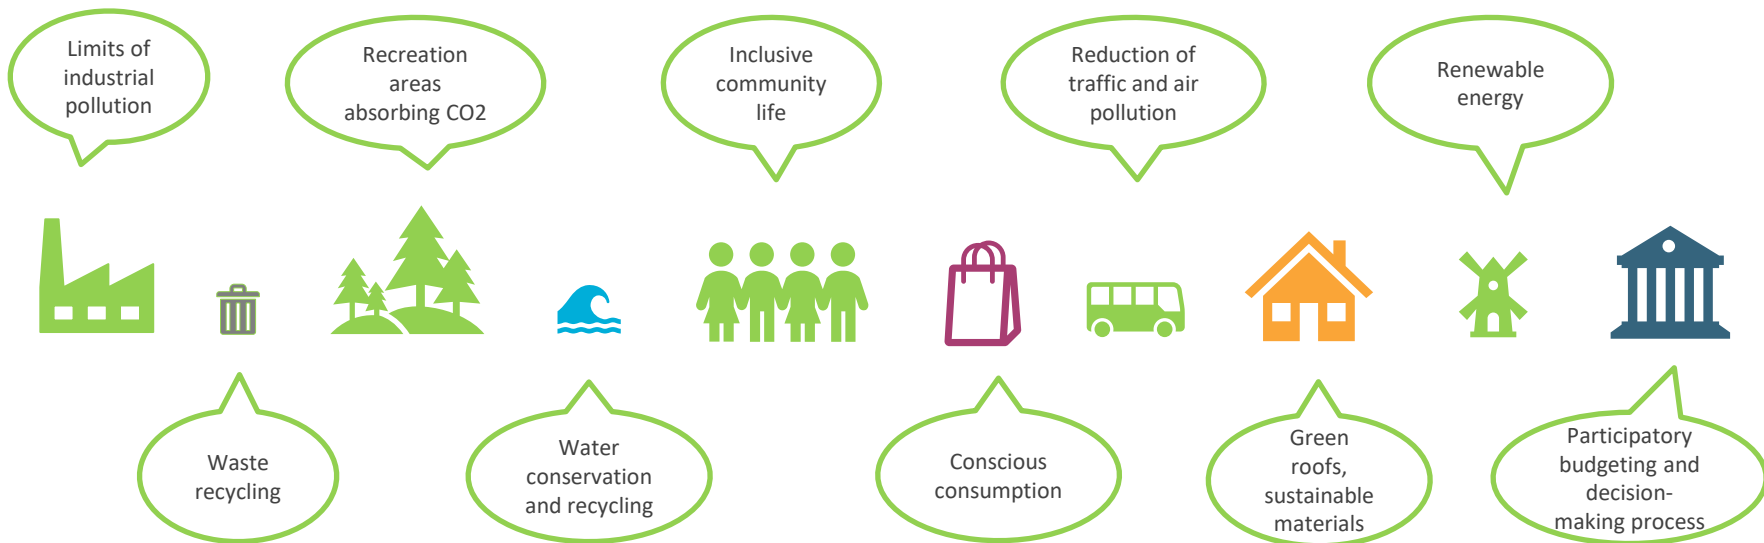 Limits of
industrial
pollution
Recreation
areas
absorbing CO2
Inclusive
community
life
Reduction of
traffic and air
pollution
Renewable
energy
Waste
recycling
Water
conservation
and recycling
Conscious
consumption
Green
roofs,
sustainable
materials
Participatory
budgeting and
decision-
making process